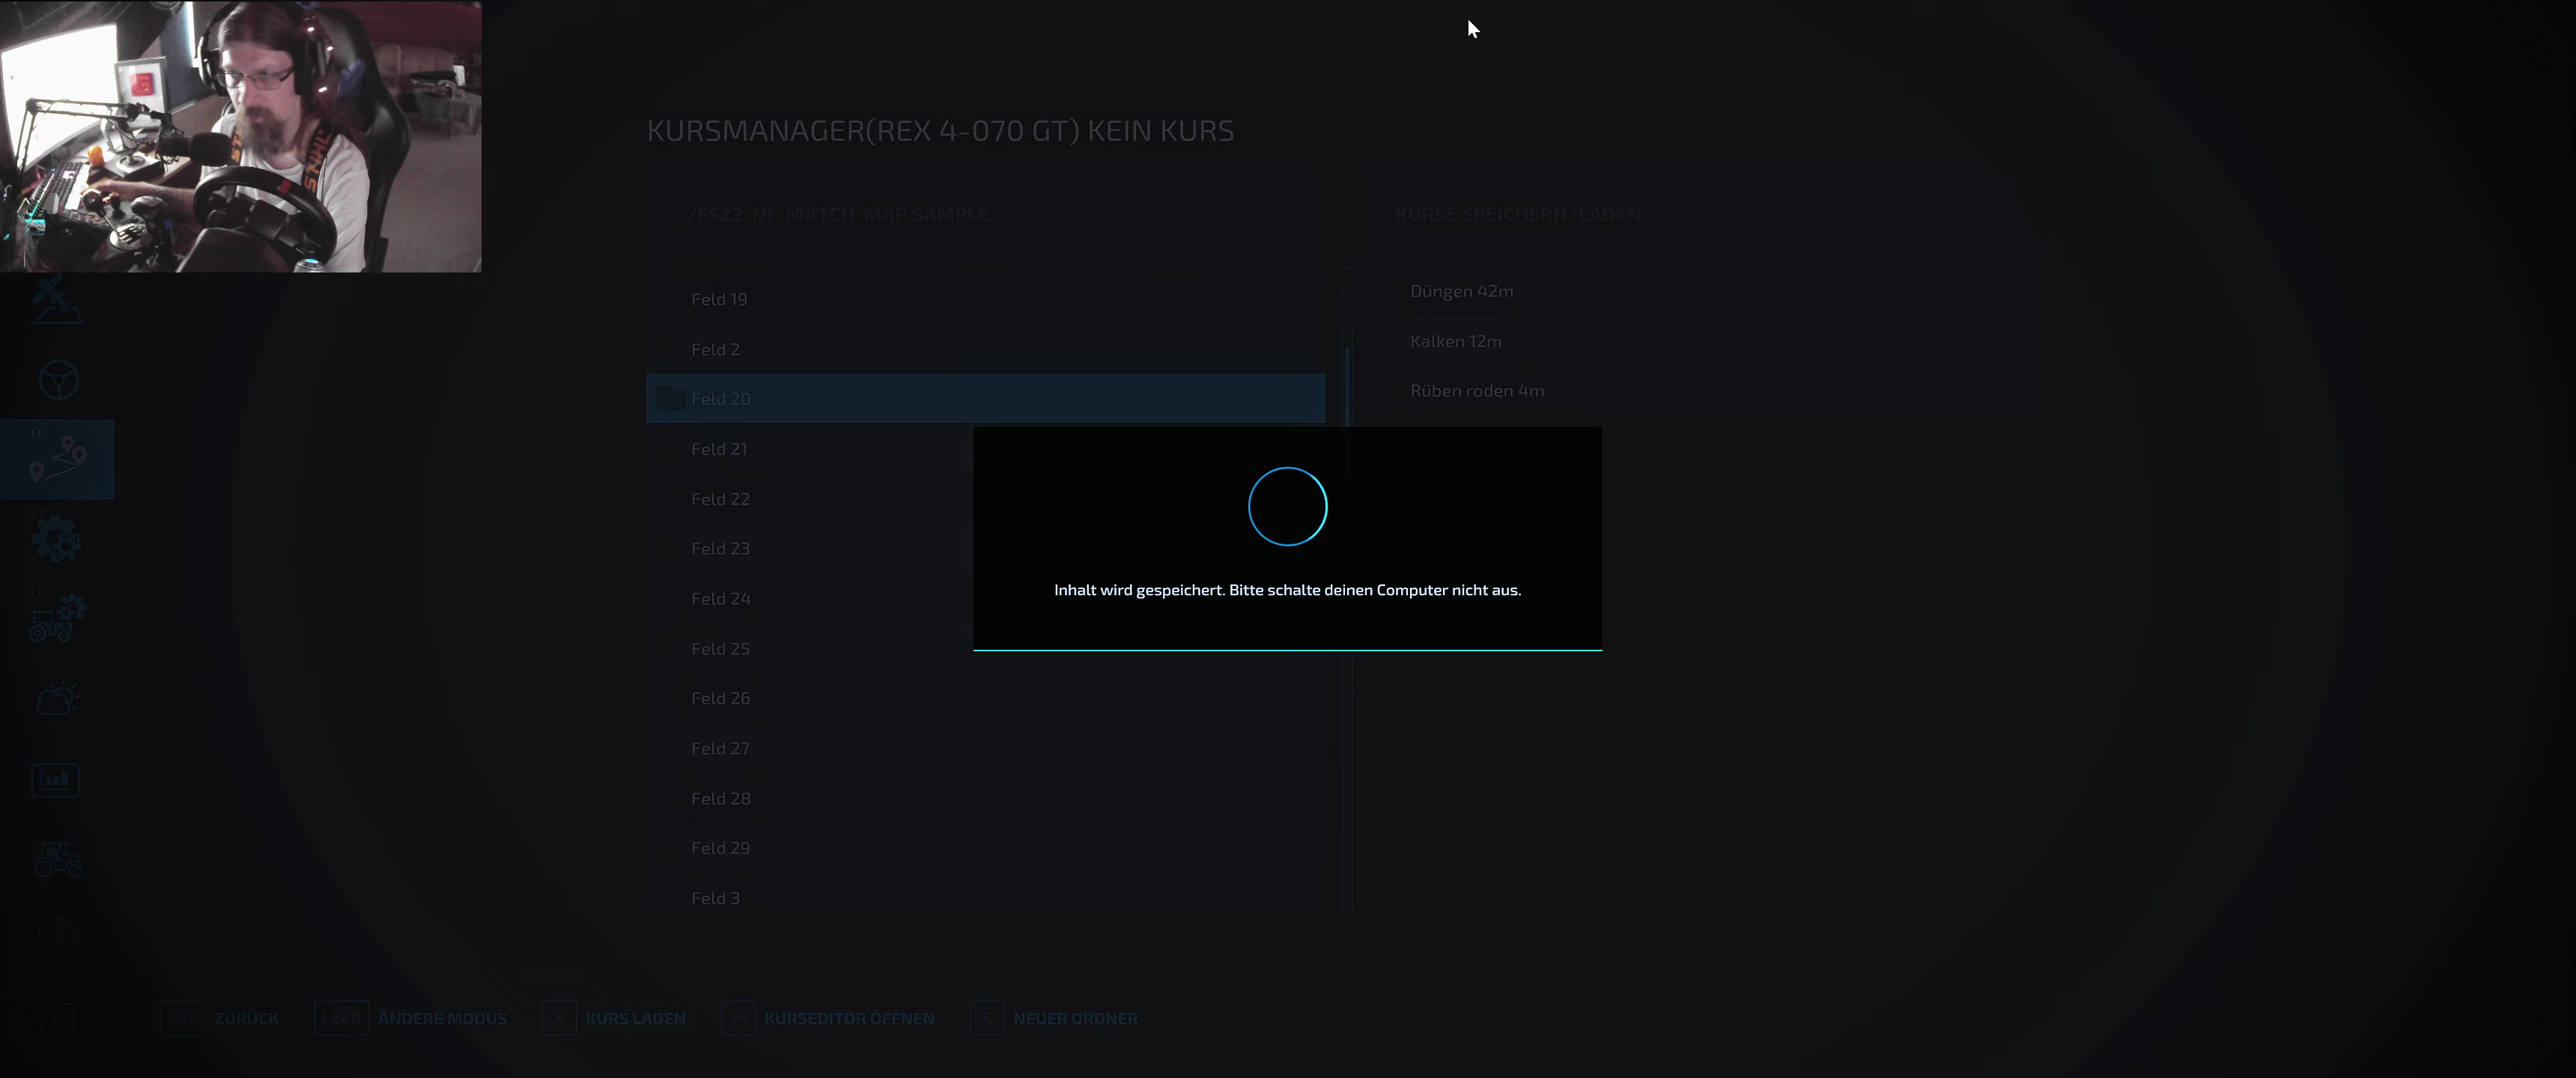 KURSMANAGER(REX 4-070 GT) KEIN KURS
../FS22_NF_MATCH_MAP.SAMPLE...
KURSE SPEICHERN/LADEN.
Feld 19
Feld 2
Feld 20
Feld 21
Feld 22
Feld 23
Feld 24
Feld 25
Feld 26
Feld 27
Feld 28
Feld 29
Feld 3
Düngen 42m
Kalken 12m
Rüben roden 4m
CP
CP
CP
Inhalt wird gespeichert. Bitte schalte deinen Computer nicht aus.
E
ESC ZURÜCK LEER ÄNDERE MODUS X KURS LADEN KURSEDITOR ÖFFNEN C NEUER ORDNER